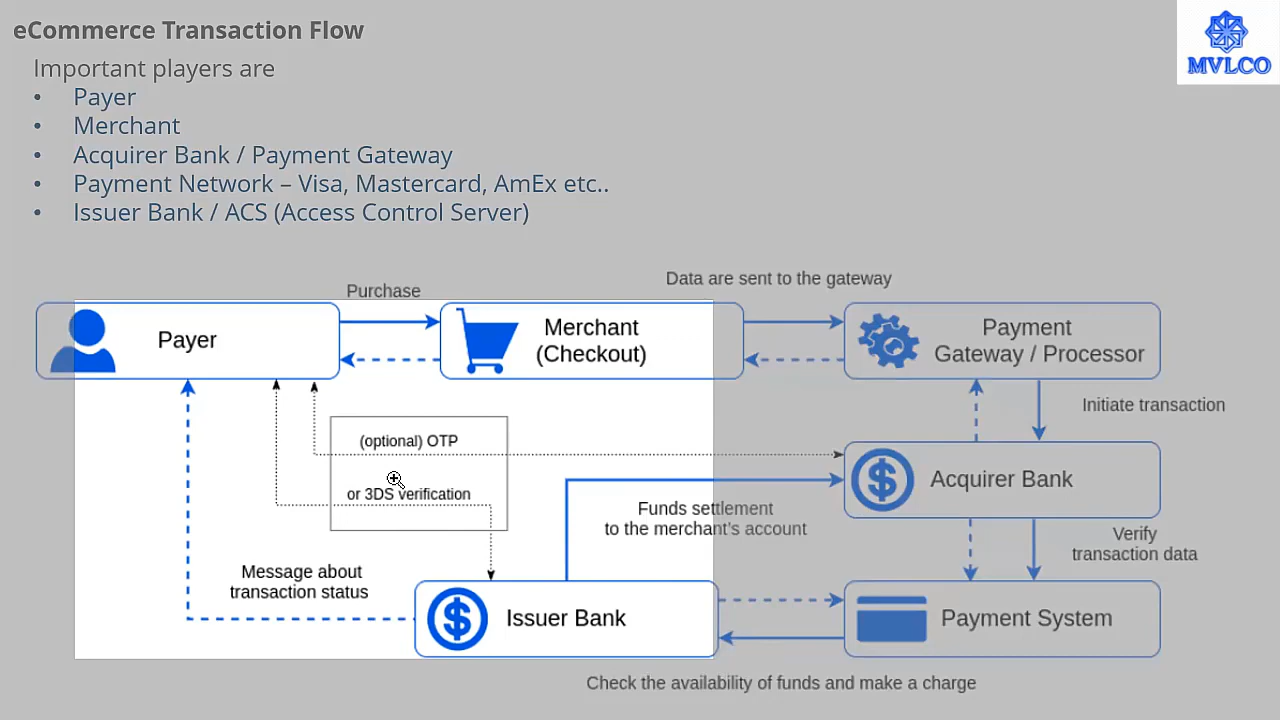 eCommerce Transaction Flow
MVLCO
Important players are
• Payer
• Merchant
• Acquirer Bank / Payment Gateway
• Payment Network – Visa, Mastercard, AmEx etc..
• Issuer Bank / ACS (Access Control Server)
Data are sent to the gateway
Purchase
Payer
Merchant
(Checkout)
Payment
Gateway / Processor
Initiate transaction
(optional) OTP
or 3DS verification
Acquirer Bank
Funds settlement
to the merchant's account
Verify
transaction data
Message about
transaction status
Issuer Bank
Payment System
Check the availability of funds and make a charge